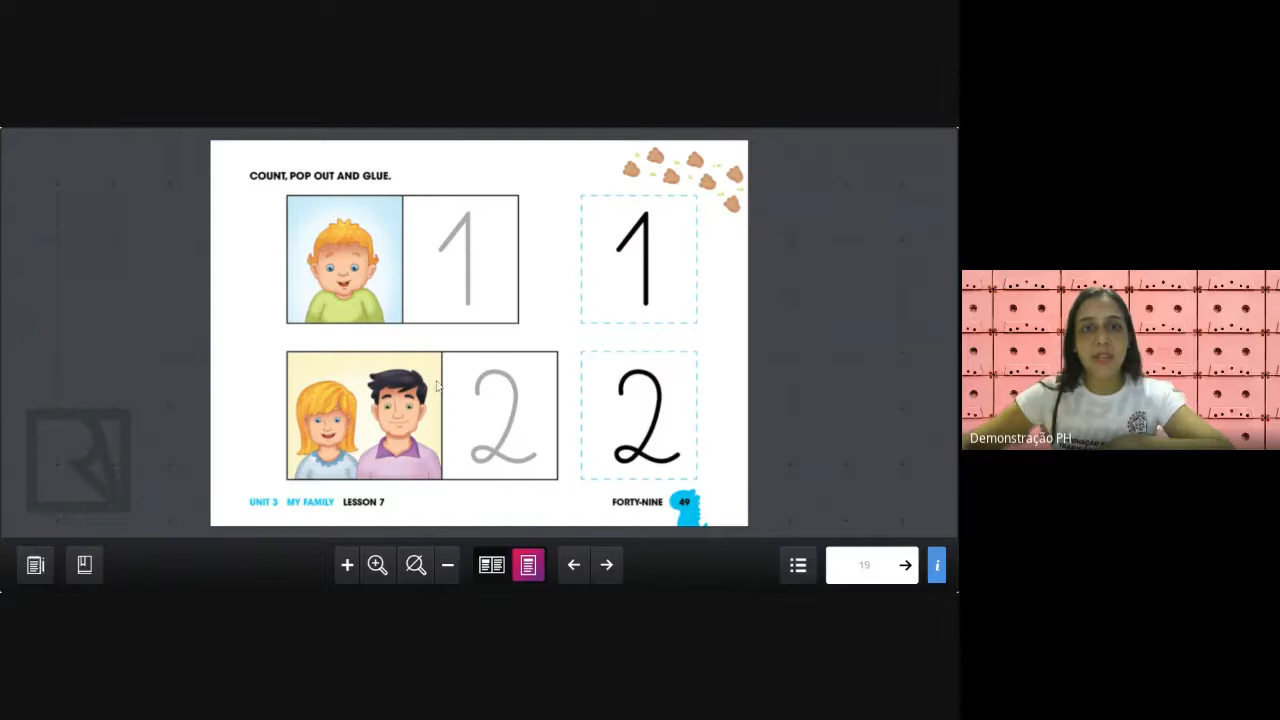 COUNT, POP OUT AND GLUE.
1
1
2
2
UNIT 3 MY FAMILY LESSON 7
FORTY-NINE 49
19
i
Demonstração PH